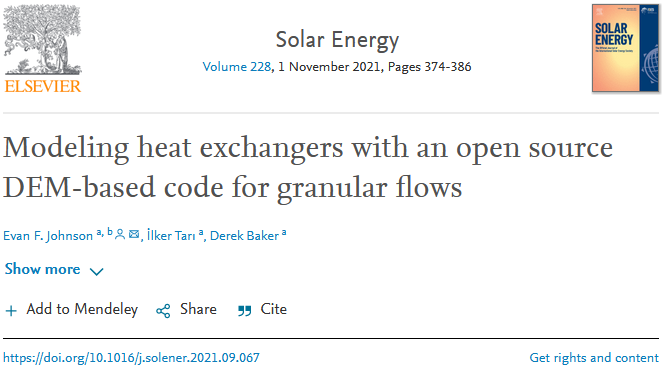 ELSEVIER
Solar Energy
Volume 228, 1 November 2021, Pages 374-386
SOLAR
ENERGY
Modeling heat exchangers with an open source
DEM-based code for granular flows
Evan F. Johnson a, b, İlker Tarı a, Derek Baker a
Show more
Add to Mendeley
Share
Cite
https://doi.org/10.1016/j.solener.2021.09.067
Get rights and content